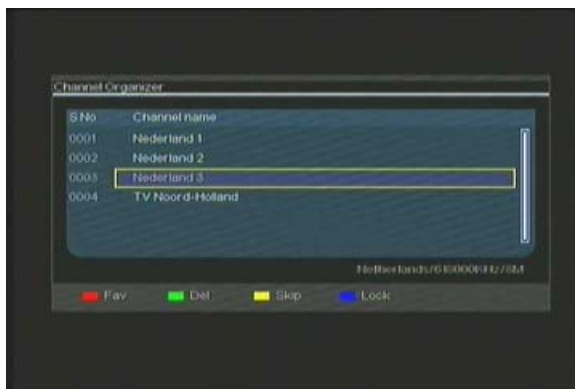 Channel Organizer
S.No Channel name
0001 Nederland 1
0002 Nederland 2
0003 Nederland 3
0004 TV Noord-Holland
Fav Del Skip Lock